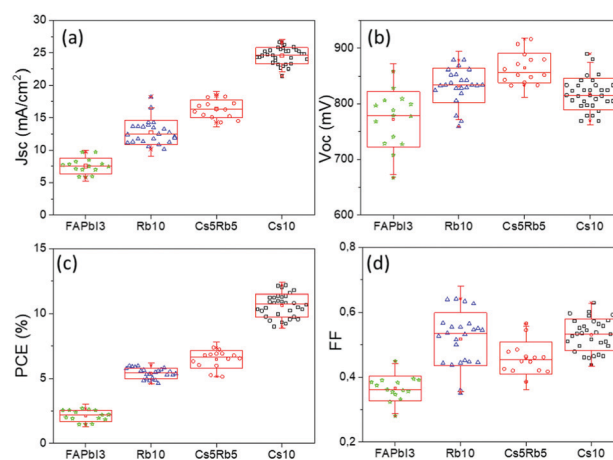 (a)
Jsc (mA/cm²)
30
25
20
15
10
5
0
FAPbI3 Rb10 Cs5Rb5 Cs10
(b)
Voc (mV)
900
800
700
600
FAPbI3 Rb10 Cs5Rb5 Cs10
(c)
PCE (%)
15
10
5
0
FAPbI3 Rb10 Cs5Rb5 Cs10
(d)
FF
0,8
0,6
0,4
0,2
FAPbI3 Rb10 Cs5Rb5 Cs10